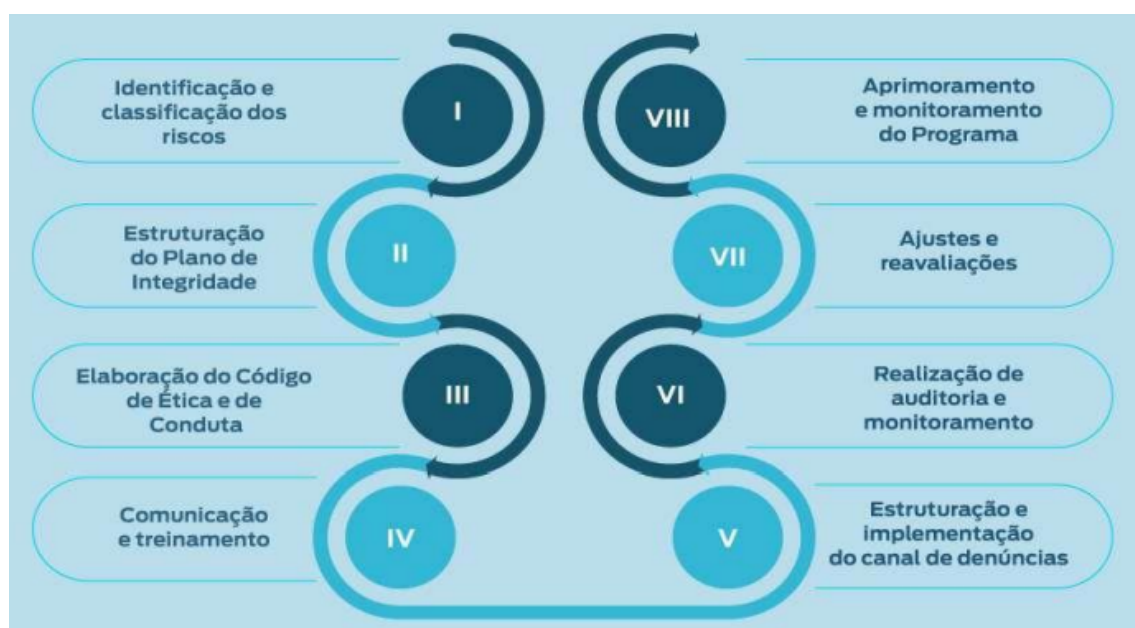 I
Identificação e
classificação dos
riscos
II
Estruturação
do Plano de
Integridade
III
Elaboração do Código
de Ética e de
Conduta
IV
Comunicação
e treinamento
V
Estruturação e
implementação
do canal de denúncias
VI
Realização de
auditoria e
monitoramento
VII
Ajustes e
reavaliações
VIII
Aprimoramento
e monitoramento
do Programa